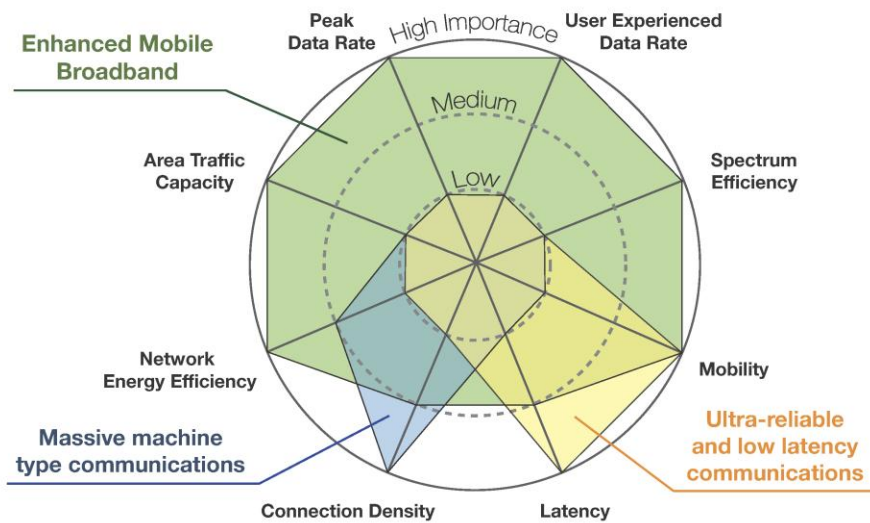 Peak
Data Rate
High Importance
User Experienced
Data Rate
Enhanced Mobile
Broadband
Medium
Area Traffic
Capacity
Low
Spectrum
Efficiency
Network
Energy Efficiency
Mobility
Massive machine
type communications
Ultra-reliable
and low latency
communications
Connection Density
Latency